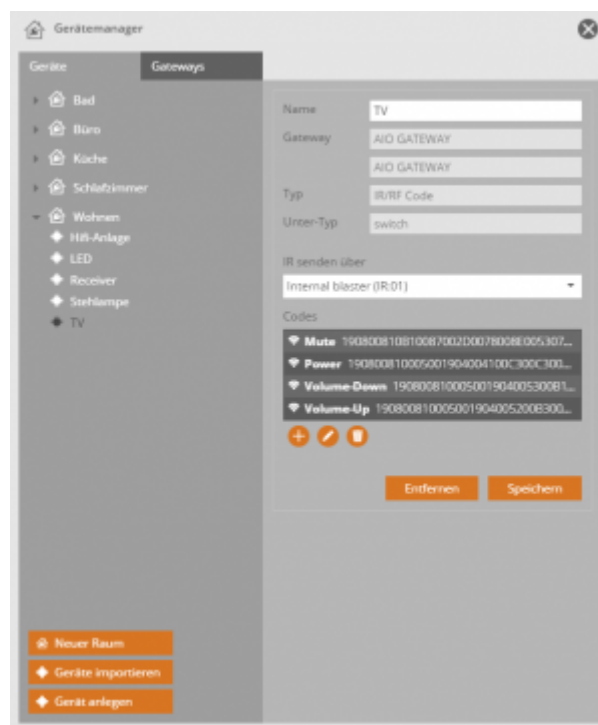 Gerätemanager
Geräte
Gateways
Bad
Büro
Küche
Schlafzimmer
Wohnen
Hifi-Anlage
LED
Receiver
Stehlampe
TV
Name
TV
Gateway
AIO GATEWAY
AIO GATEWAY
Typ
IR/RF Code
Unter-Typ
switch
IR senden über
Internal blaster (IR:01)
Codes
Mute
Power
Volume-Down
Volume-Up
Entfernen
Speichern
Neuer Raum
Geräte importieren
Gerät anlegen